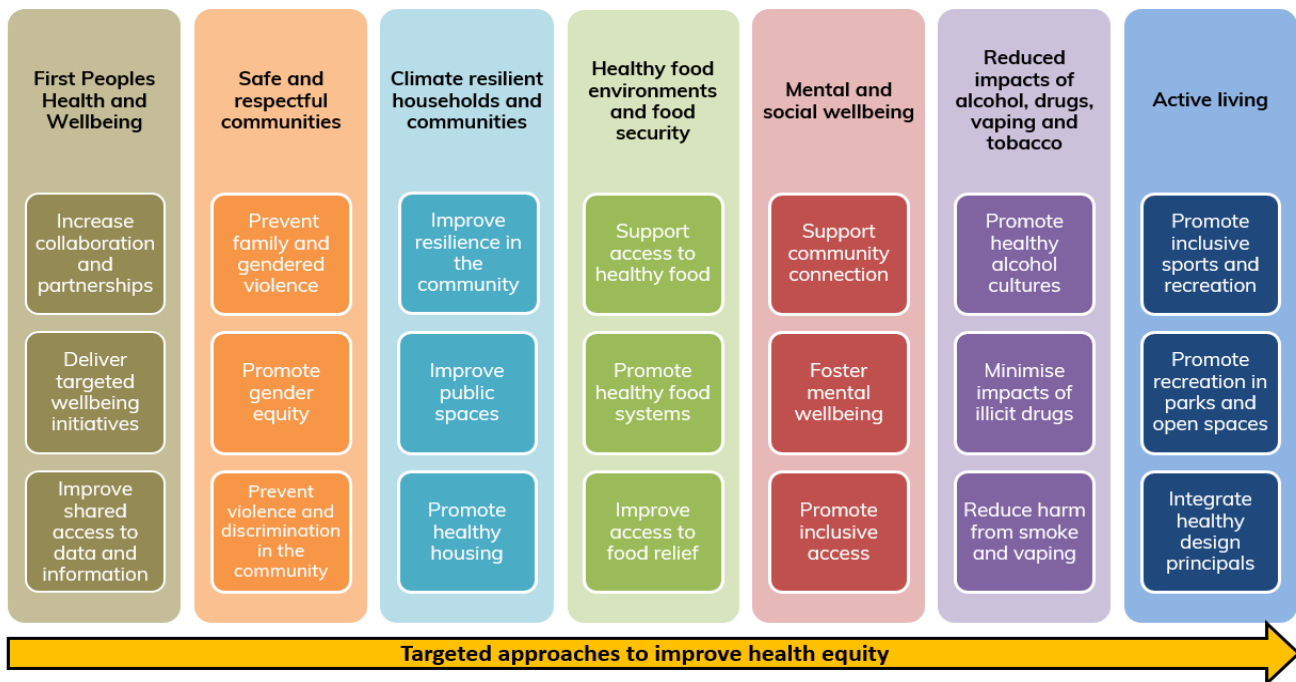 First Peoples
Health and
Wellbeing
Increase
collaboration
and
partnerships
Deliver
targeted
wellbeing
initiatives
Improve
shared
access to
data and
information
Safe and
respectful
communities
Prevent
family and
gendered
violence
Promote
gender
equity
Prevent
violence and
discrimination
in the
community
Climate resilient
households and
communities
Improve
resilience in
the
community
Improve
public
spaces
Promote
healthy
housing
Healthy food
environments
and food
security
Support
access to
healthy food
Promote
healthy food
systems
Improve
access to
food relief
Mental and
social wellbeing
Support
community
connection
Foster
mental
wellbeing
Promote
inclusive
access
Reduced
impacts of
alcohol, drugs,
vaping and
tobacco
Promote
healthy
alcohol
cultures
Minimise
impacts of
illicit drugs
Reduce harm
from smoke
and vaping
Active living
Promote
inclusive
sports and
recreation
Promote
recreation in
parks and
open spaces
Integrate
healthy
design
principals
Targeted approaches to improve health equity